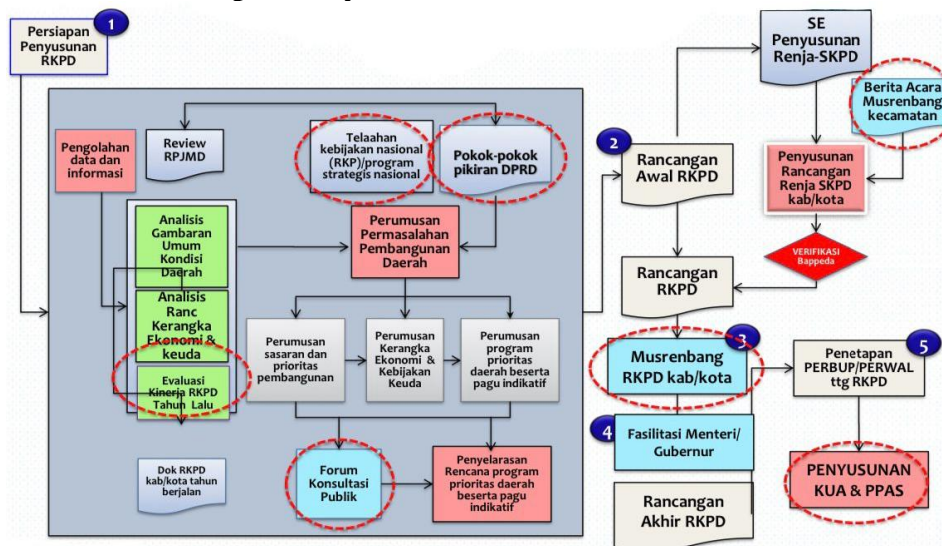 1
Persiapan
Penyusunan
RKPD
Pengolahan
data dan
informasi
Review
RPJMD
Telaahan
kebijakan nasional
(RKP)/program
strategis nasional
Pokok-pokok
pikiran DPRD
Analisis
Gambaran
Umum
Kondisi
Daerah
Analisis
Ranc
Kerangka
Ekonomi &
keuda
Evaluasi
Kinerja RKPD
Tahun Lalu
Dok RKPD
kab/kota tahun
berjalan
Perumusan
Permasalahan
Pembangunan
Daerah
Perumusan
sasaran dan
prioritas
pembangunan
Perumusan
Kerangka
Ekonomi &
Kebijakan
Keuda
Perumusan
program
prioritas
daerah beserta
pagu indikatif
Forum
Konsultasi
Publik
Penyelarasan
Rencana program
prioritas daerah
beserta pagu
indikatif
2
Rancangan
Awal RKPD
Rancangan
RKPD
SE
Penyusunan
Renja-SKPD
Berita Acara
Musrenbang
kecamatan
Penyusunan
Rancangan
Renja SKPD
kab/kota
VERIFIKASI
Bappeda
3
Musrenbang
RKPD kab/kota
4
Fasilitasi Menteri/
Gubernur
Rancangan
Akhir RKPD
5
Penetapan
PERBUP/PERWAL
ttg RKPD
PENYUSUNAN
KUA & PPAS